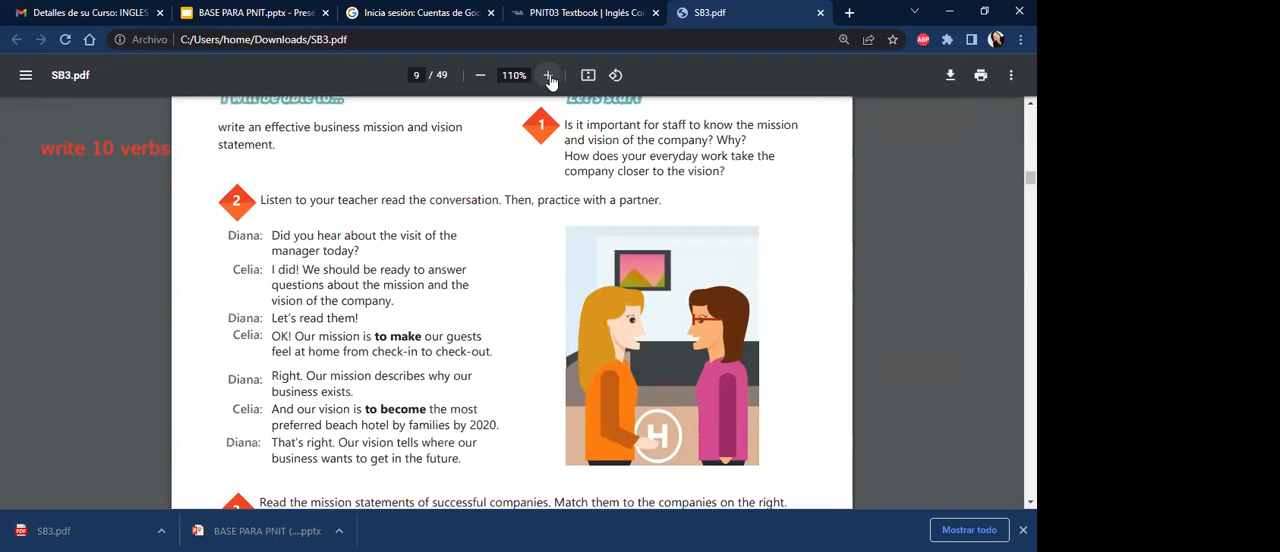 Detalles de su Curso: INGLES
BASE PARA PNIT.pptx - Prese
Inicia sesión: Cuentas de Goo
PNIT03 Textbook | Inglés Co
SB3.pdf
Archivo
C:/Users/home/Downloads/SB3.pdf
ABP
SB3.pdf
9 / 49
110%
I will be able to...
Let's start
write an effective business mission and vision
statement.
write 10 verbs
1
Is it important for staff to know the mission
and vision of the company? Why?
How does your everyday work take the
company closer to the vision?
2
Listen to your teacher read the conversation. Then, practice with a partner.
Diana: Did you hear about the visit of the
manager today?
Celia: I did! We should be ready to answer
questions about the mission and the
vision of the company.
Diana: Let's read them!
Celia: OK! Our mission is to make our guests
feel at home from check-in to check-out.
Diana: Right. Our mission describes why our
business exists.
Celia: And our vision is to become the most
preferred beach hotel by families by 2020.
Diana: That's right. Our vision tells where our
business wants to get in the future.
H
Read the mission statements of successful companies. Match them to the companies on the right.
SB3.pdf
BASE PARA PNIT (....pptx
Mostrar todo